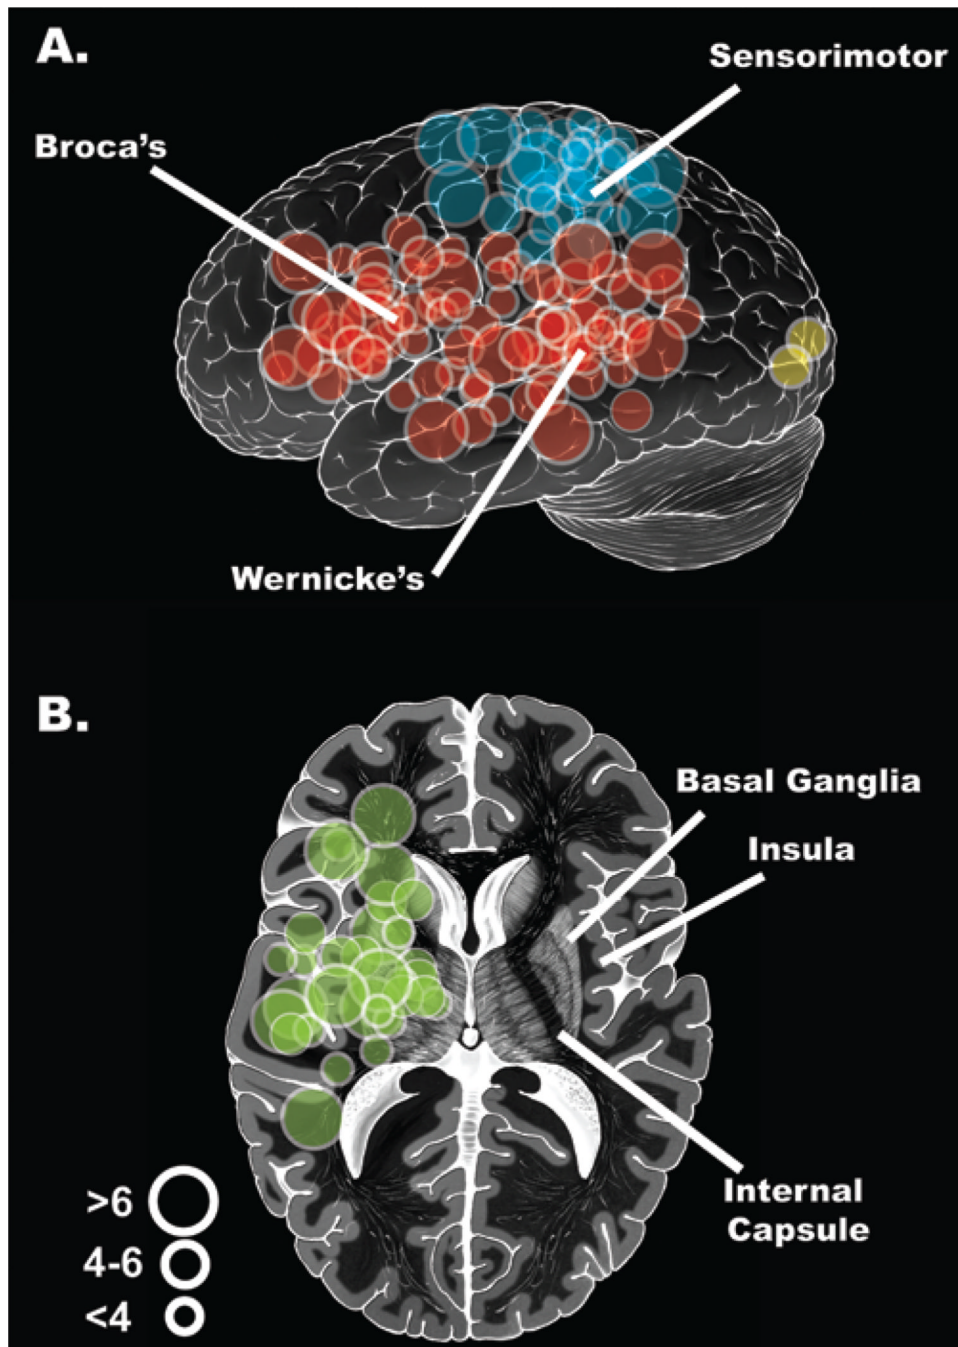 A.
Sensorimotor
Broca's
Wernicke's
B.
Basal Ganglia
Insula
Internal
Capsule
>6
4-6
<4